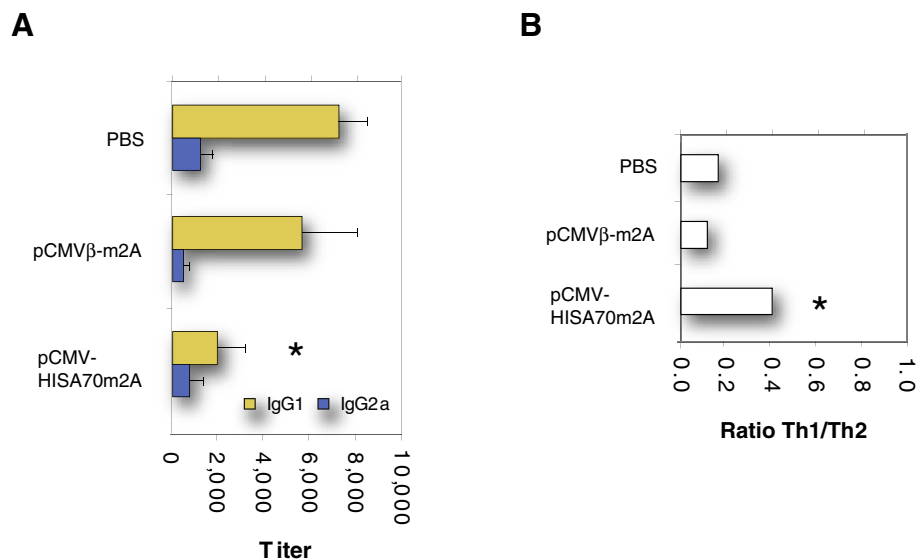 A
PBS
pCMVβ-m2A
pCMV-
HISA70m2A
*
IgG1
IgG2a
0
2,000
4,000
6,000
8,000
10,000
Titer
B
PBS
pCMVβ-m2A
pCMV-
HISA70m2A
*
0.0
0.2
0.4
0.6
0.8
1.0
Ratio Th1/Th2